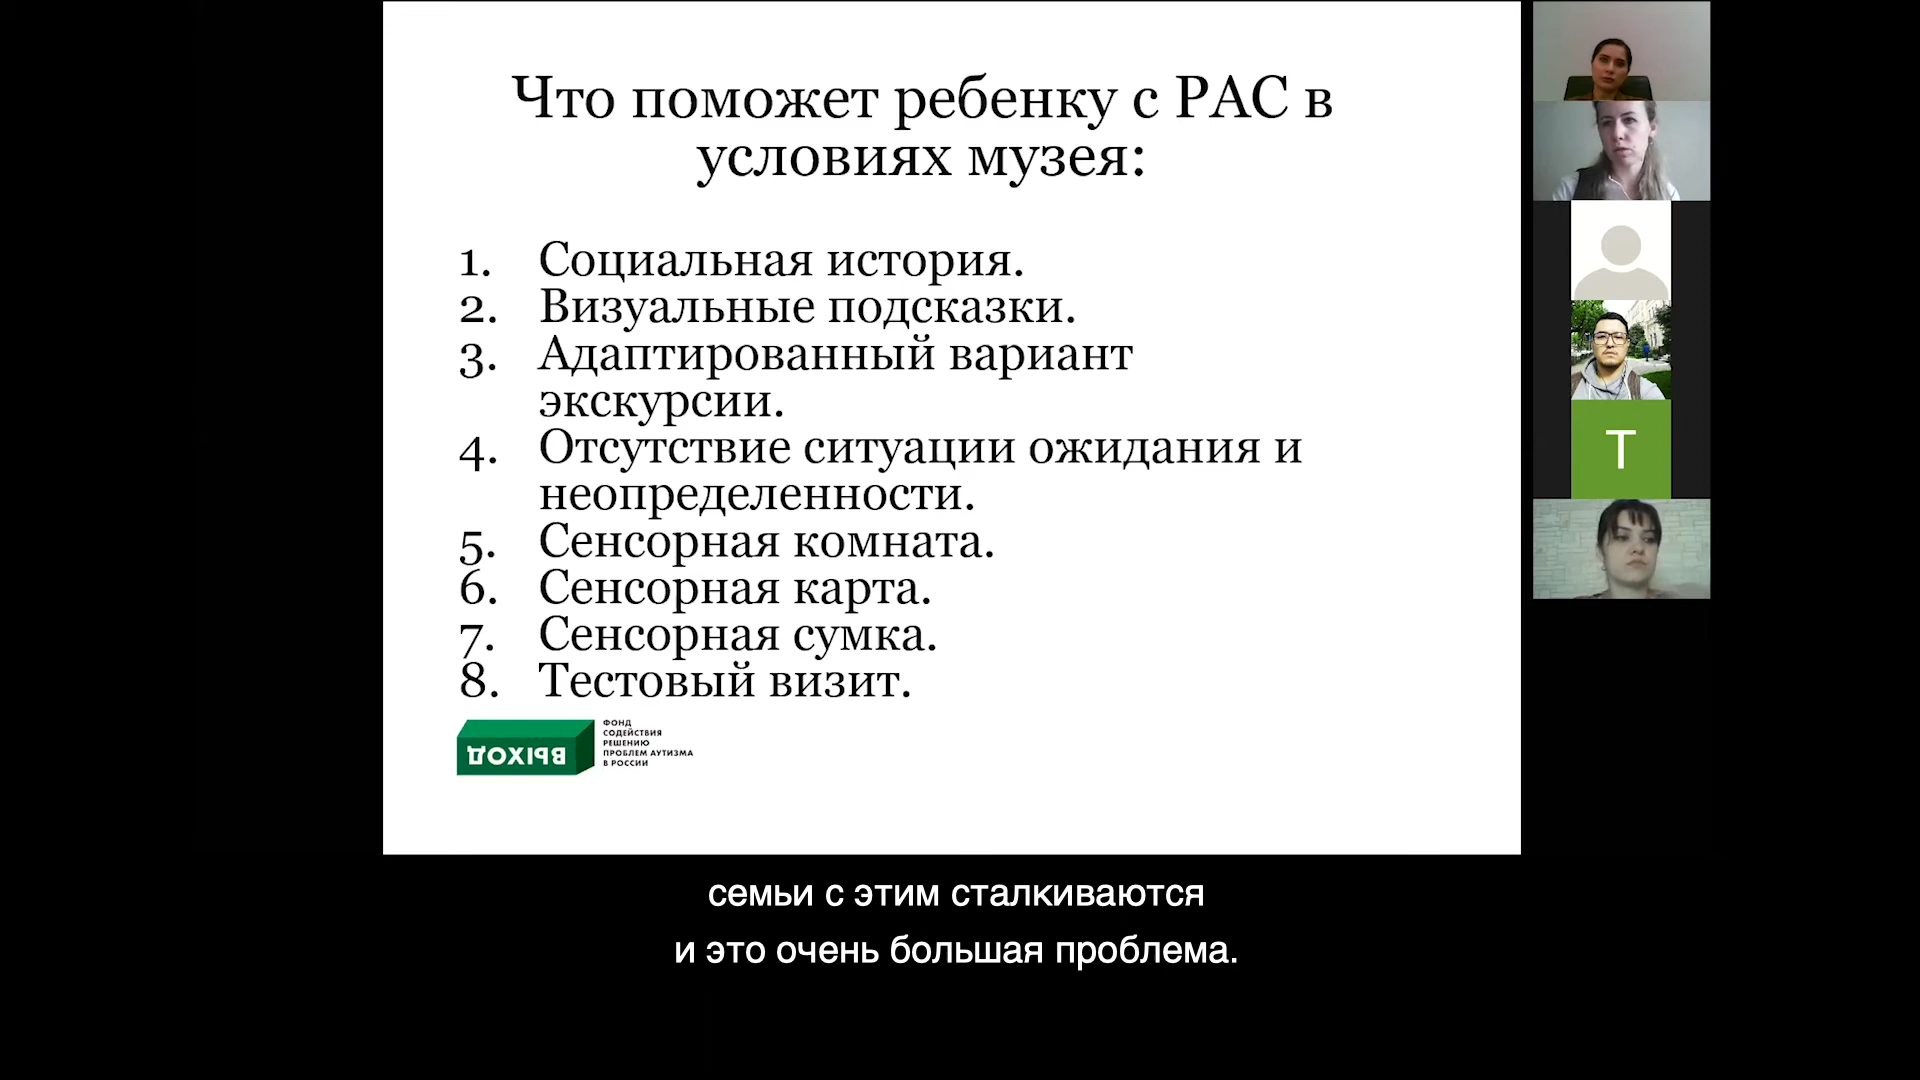 Что поможет ребенку с РАС в
условиях музея:
1. Социальная история.
2. Визуальные подсказки.
3. Адаптированный вариант
экскурсии.
4. Отсутствие ситуации ожидания и
неопределенности.
5. Сенсорная комната.
6. Сенсорная карта.
7. Сенсорная сумка.
8. Тестовый визит.
ВЫХОД
ФОНД
СОДЕЙСТВИЯ
РЕШЕНИЮ
ПРОБЛЕМ АУТИЗМА
В РОССИИ
T
семьи с этим сталкиваются
и это очень большая проблема.